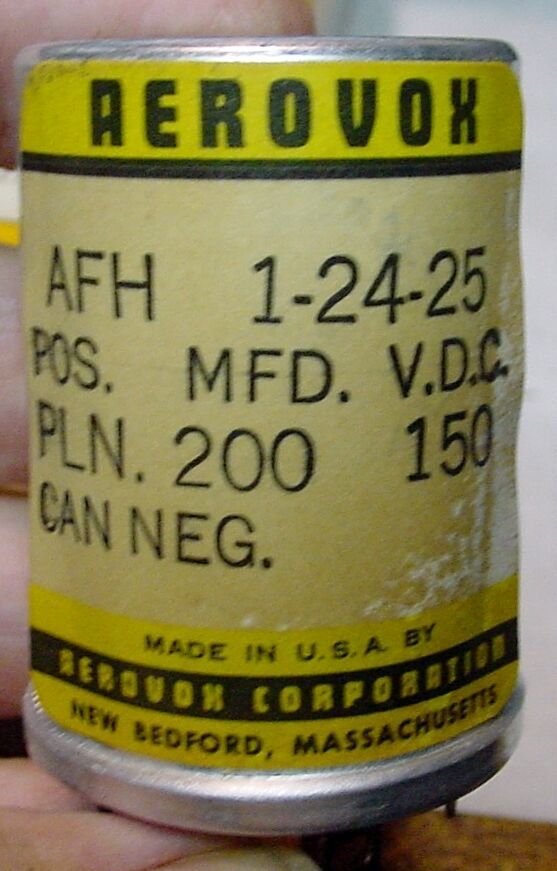 AEROVOX
AFH 1-24-25
POS. MFD. V.D.C.
PLN. 200 150
CAN NEG.
MADE IN U.S.A. BY
AEROVOX CORPORATION
NEW BEDFORD, MASSACHUSETTS